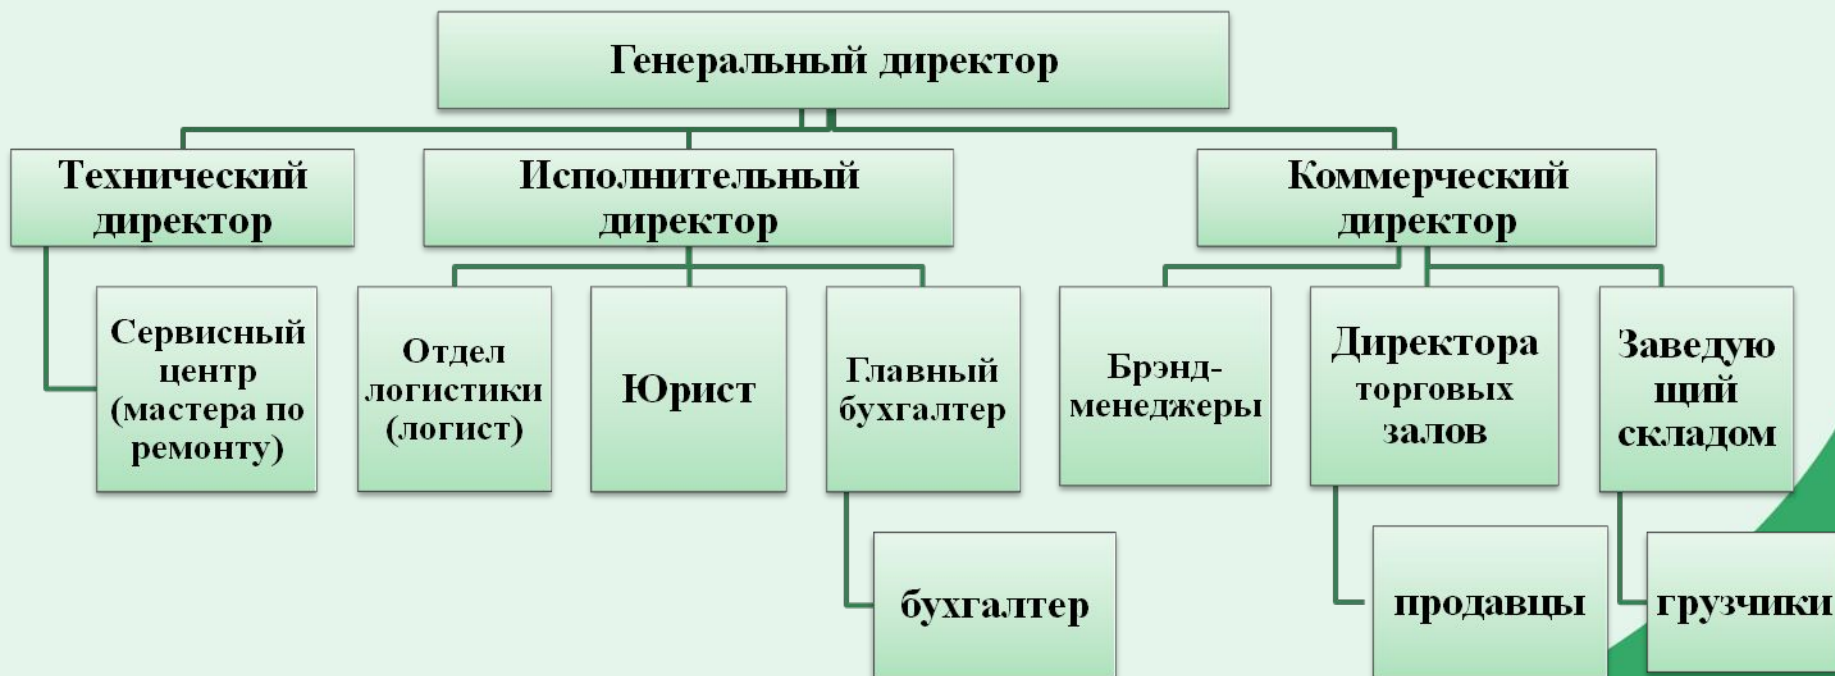 Генеральный директор
Технический
директор
Исполнительный
директор
Коммерческий
директор
Сервисный
центр
(мастера по
ремонту)
Отдел
логистики
(логист)
Юрист
Главный
бухгалтер
Брэнд-
менеджеры
Директора
торговых
залов
Заведую
щий
складом
бухгалтер
продавцы
грузчики